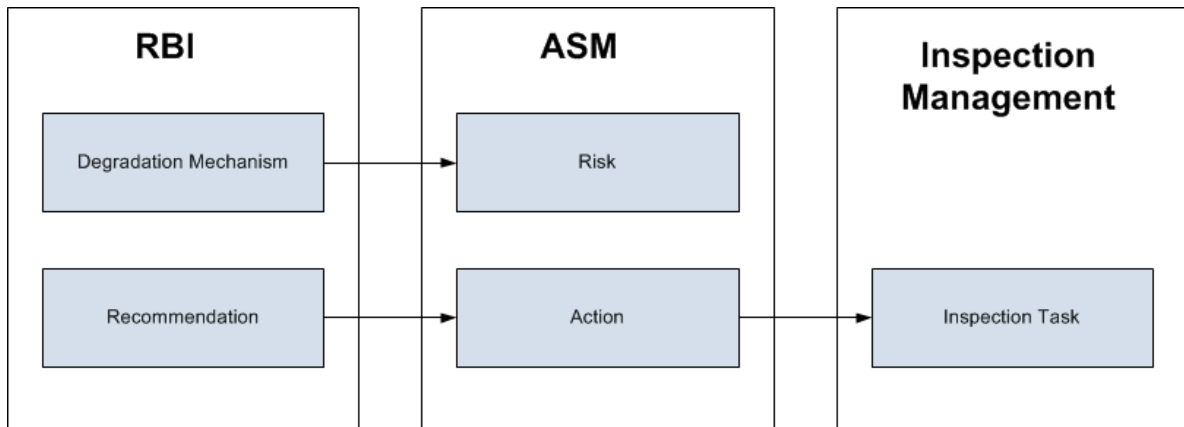 RBI
Degradation Mechanism
Recommendation
ASM
Risk
Action
Inspection
Management
Inspection Task